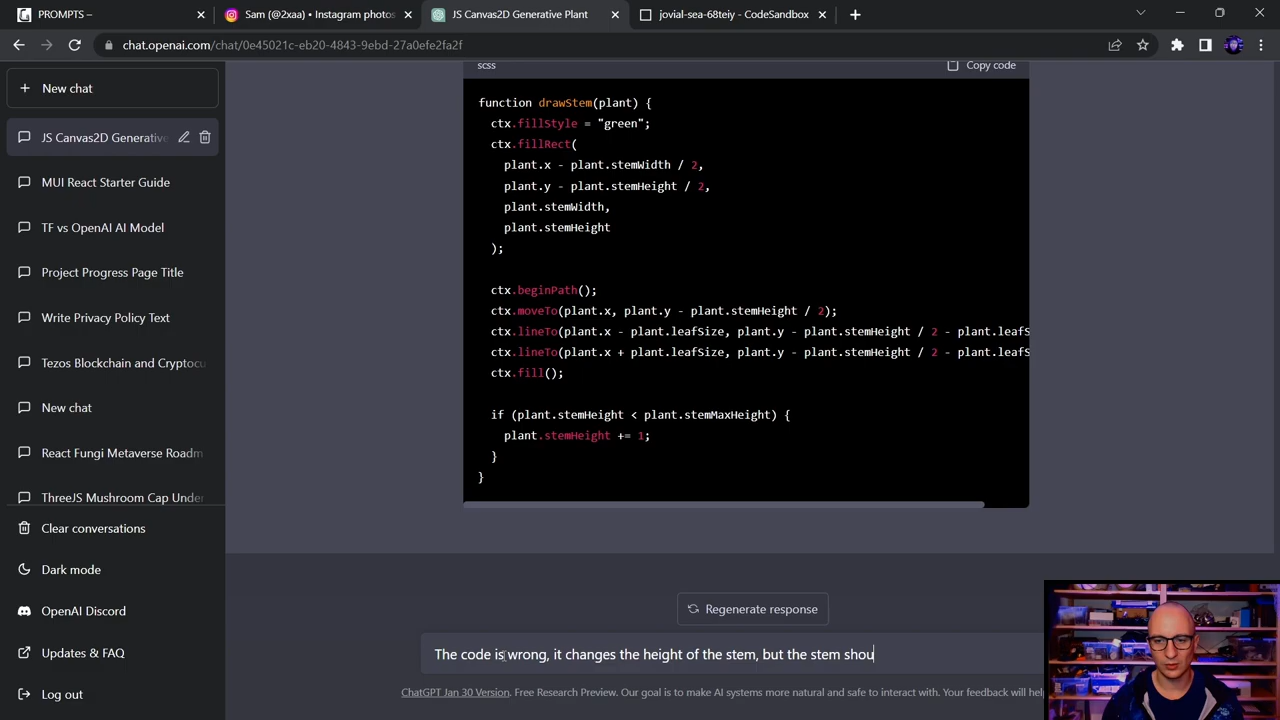 PROMPTS –
Sam (@2xaa) • Instagram photos
JS Canvas2D Generative Plant
jovial-sea-68teiy - CodeSandbox
chat.openai.com/chat/0e45021c-eb20-4843-9ebd-27a0efe2fa2f
New chat
JS Canvas2D Generative
MUI React Starter Guide
TF vs OpenAI AI Model
Project Progress Page Title
Write Privacy Policy Text
Tezos Blockchain and Cryptocu
New chat
React Fungi Metaverse Roadm
ThreeJS Mushroom Cap Under
Clear conversations
Dark mode
OpenAI Discord
Updates & FAQ
Log out
scss
Copy code
function drawStem(plant) {
ctx.fillStyle = "green";
ctx.fillRect(
plant.x - plant.stemWidth / 2,
plant.y - plant.stemHeight / 2,
plant.stemWidth,
plant.stemHeight
);
ctx.beginPath();
ctx.moveTo(plant.x, plant.y - plant.stemHeight / 2);
ctx.lineTo(plant.x - plant.leafSize, plant.y - plant.stemHeight / 2 - plant.leafS
ctx.lineTo(plant.x + plant.leafSize, plant.y - plant.stemHeight / 2 - plant.leafS
ctx.fill();
if (plant.stemHeight < plant.stemMaxHeight) {
plant.stemHeight += 1;
}
}
Regenerate response
The code is wrong, it changes the height of the stem, but the stem shou
ChatGPT Jan 30 Version. Free Research Preview. Our goal is to make AI systems more natural and safe to interact with. Your feedback will hel